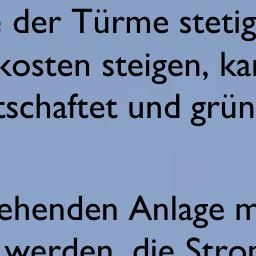 der Türme stetig
kosten steigen, kan
tschaftet und grün
ehenden Anlage m
werden, die Stron